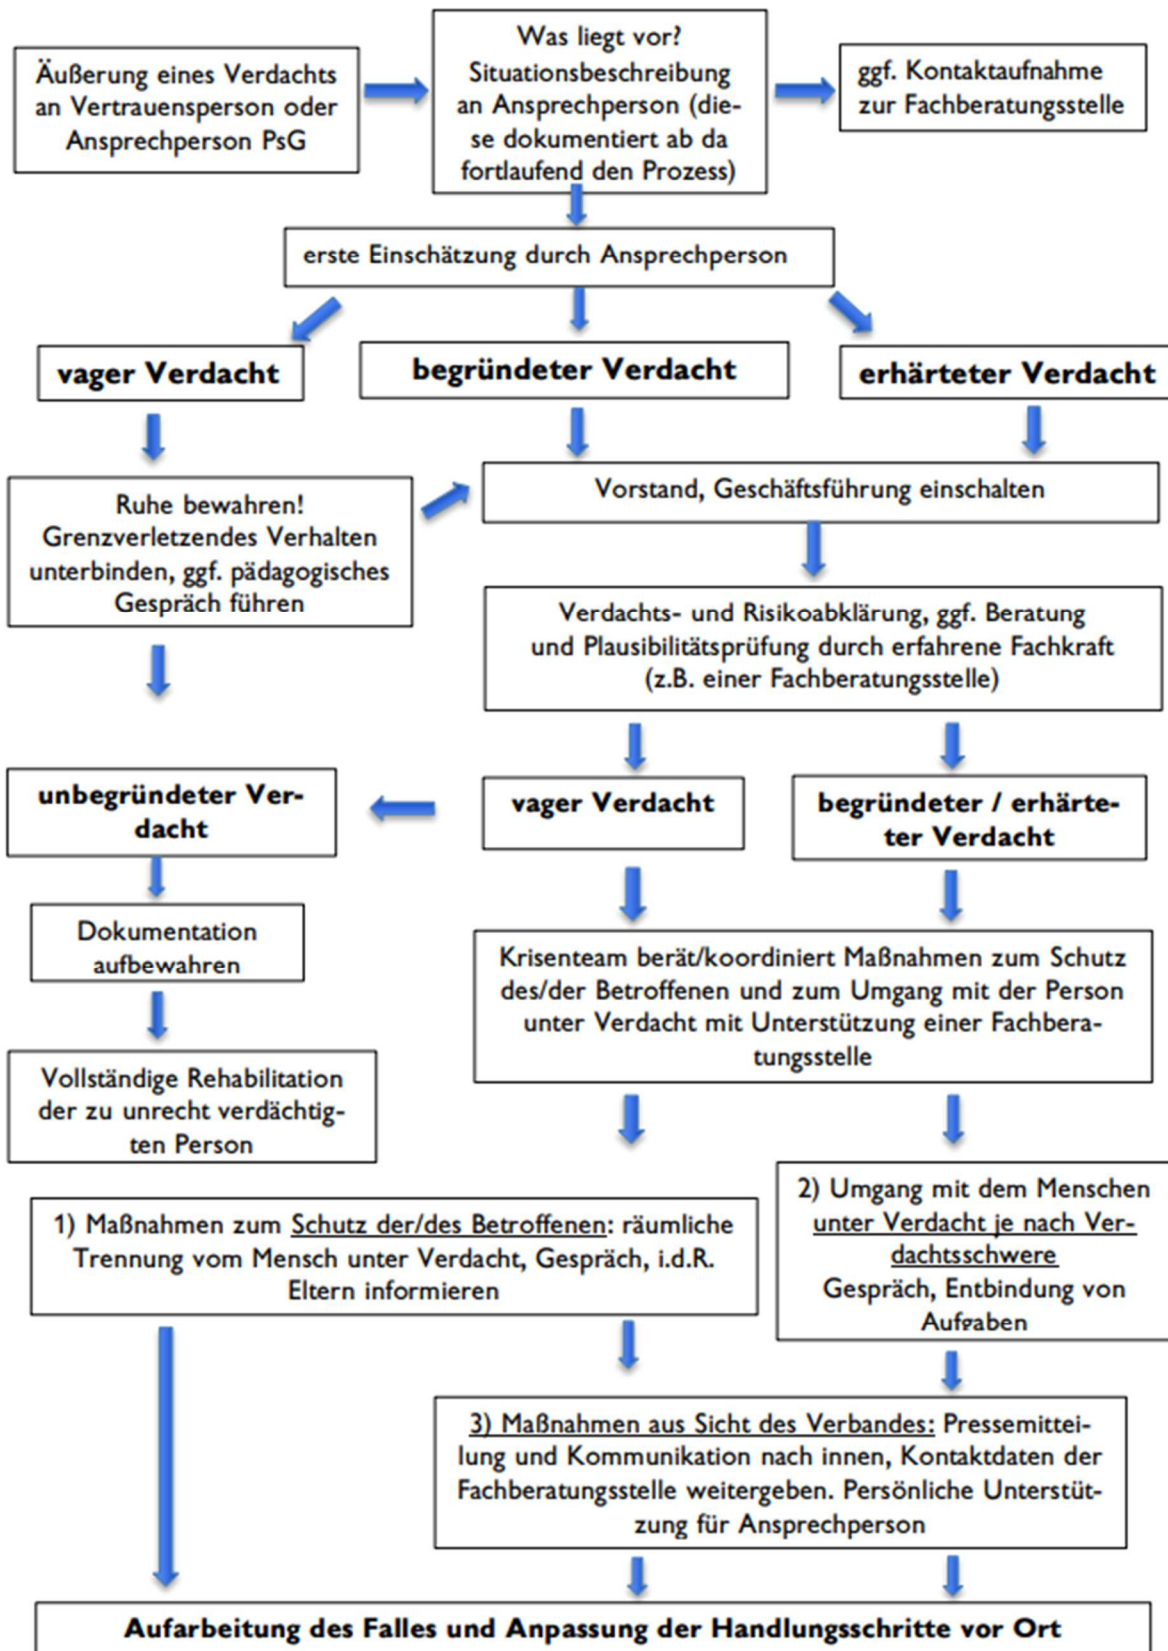 Äußerung eines Verdachts
an Vertrauensperson oder
Ansprechperson PsG
Was liegt vor?
Situationsbeschreibung
an Ansprechperson (die-
se dokumentiert ab da
fortlaufend den Prozess)
ggf. Kontaktaufnahme
zur Fachberatungsstelle
erste Einschätzung durch Ansprechperson
vager Verdacht
begründeter Verdacht
erhärteter Verdacht
Ruhe bewahren!
Grenzverletzendes Verhalten
unterbinden, ggf. pädagogisches
Gespräch führen
Vorstand, Geschäftsführung einschalten
Verdachts- und Risikoabklärung, ggf. Beratung
und Plausibilitätsprüfung durch erfahrene Fachkraft
(z.B. einer Fachberatungsstelle)
unbegründeter Ver-
dacht
vager Verdacht
begründeter / erhärte-
ter Verdacht
Dokumentation
aufbewahren
Krisenteam berät/koordiniert Maßnahmen zum Schutz
des/der Betroffenen und zum Umgang mit der Person
unter Verdacht mit Unterstützung einer Fachbera-
tungsstelle
Vollständige Rehabilitation
der zu unrecht verdächtig-
ten Person
1) Maßnahmen zum Schutz der/des Betroffenen: räumliche
Trennung vom Mensch unter Verdacht, Gespräch, i.d.R.
Eltern informieren
2) Umgang mit dem Menschen
unter Verdacht je nach Ver-
dachtsschwere
Gespräch, Entbindung von
Aufgaben
3) Maßnahmen aus Sicht des Verbandes: Pressemittei-
lung und Kommunikation nach innen, Kontaktdaten der
Fachberatungsstelle weitergeben. Persönliche Unterstüt-
zung für Ansprechperson
Aufarbeitung des Falles und Anpassung der Handlungsschritte vor Ort